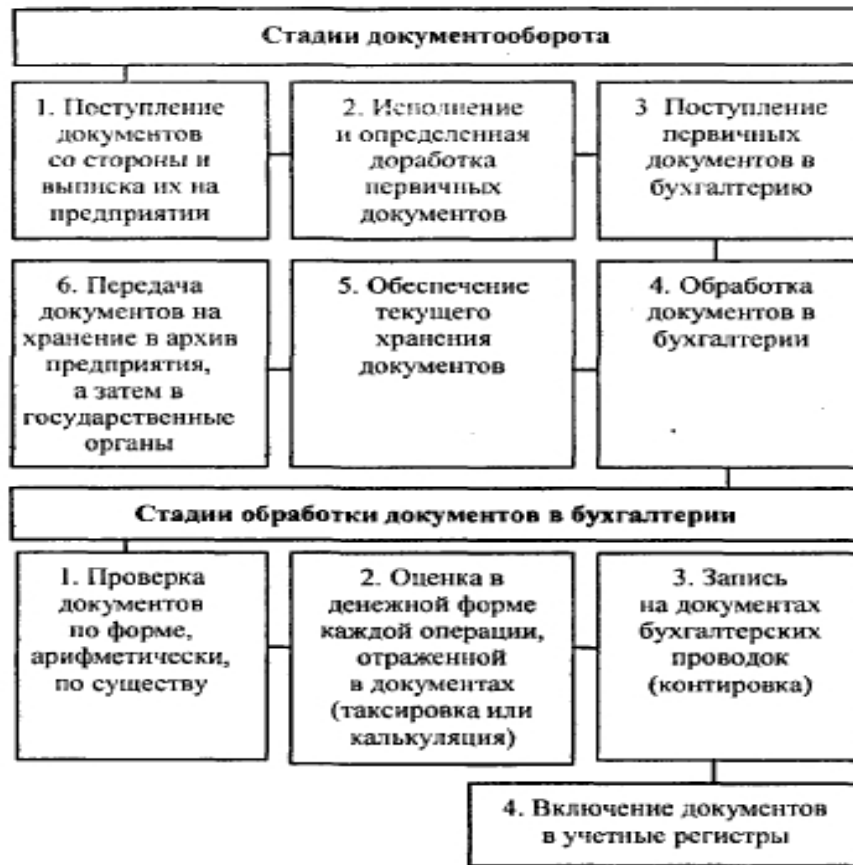 Стадии документооборота
1. Поступление
документов
со стороны и
выписка их на
предприятии
2. Исполнение
и определенная
доработка
первичных
документов
3 Поступление
первичных
документов в
бухгалтерию
6. Передача
документов на
хранение в архив
предприятия,
а затем в
государственные
органы
5. Обеспечение
текущего
хранения
документов
4. Обработка
документов в
бухгалтерии
Стадии обработки документов в бухгалтерии
1. Проверка
документов
по форме,
арифметически,
по существу
2. Оценка в
денежной форме
каждой операции,
отраженной
в документах
(таксировка или
калькуляция)
3. Запись
на документах
бухгалтерских
проводок
(контировка)
4. Включение документов
в учетные регистры